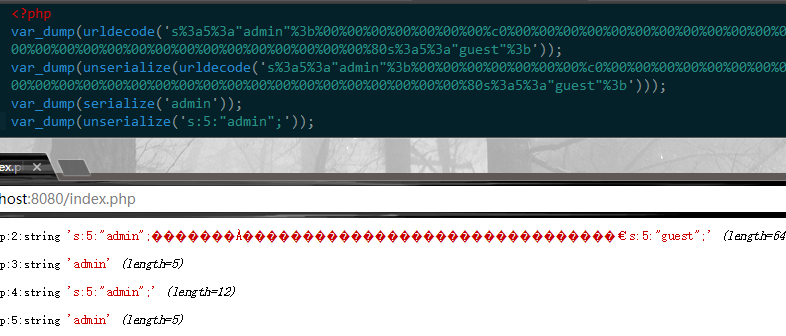 <?php
var_dump(urldecode('s%3a5%3a"admin"%3b%00%00%00%00%00%00%00%c0%00%00%00%00%00%00%00%00%00%00%0
00%00%00%00%00%00%00%00%00%00%00%00%00%00%00%80s%3a5%3a"guest"%3b'));
var_dump(unserialize(urldecode('s%3a5%3a"admin"%3b%00%00%00%00%00%00%00%c0%00%00%00%00%00%00%0
00%00%00%00%00%00%00%00%00%00%00%00%00%00%00%00%00%00%00%80s%3a5%3a"guest"%3b')));
var_dump(serialize('admin'));
var_dump(unserialize('s:5:"admin";'));
ex.p ×
host:8080/index.php
p:2:string 's:5:"admin";�������À�������������������������������€s:5:"guest";' (length=64
p:3:string 'admin' (length=5)
p:4:string 's:5:"admin";' (length=12)
p:5:string 'admin' (length=5)